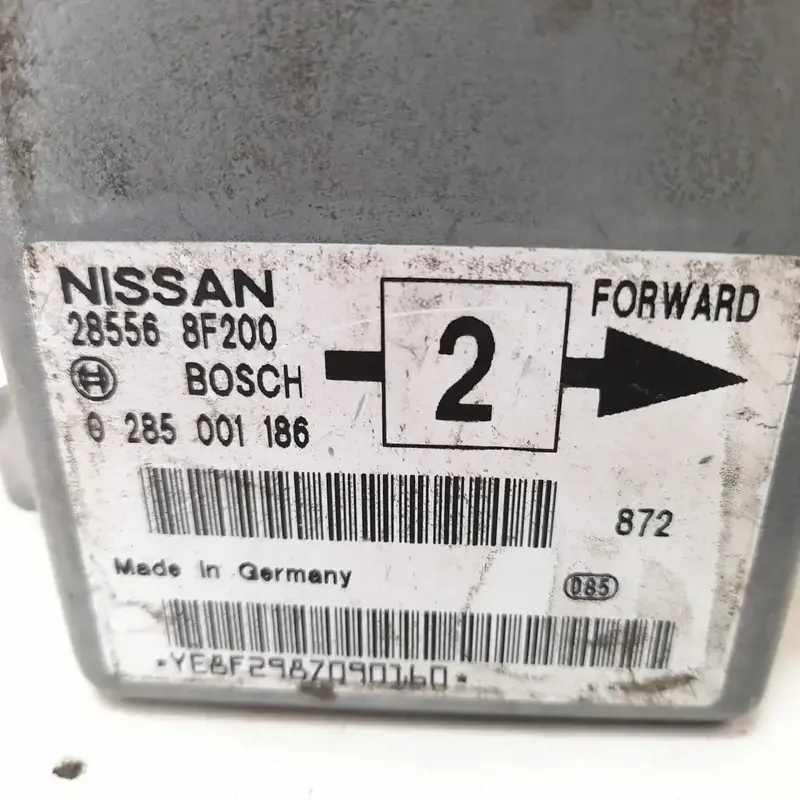 NISSAN
28556 8F200
BOSCH
0 285 001 186
2
FORWARD
872
Made in Germany
085
*YE8F2987090160*